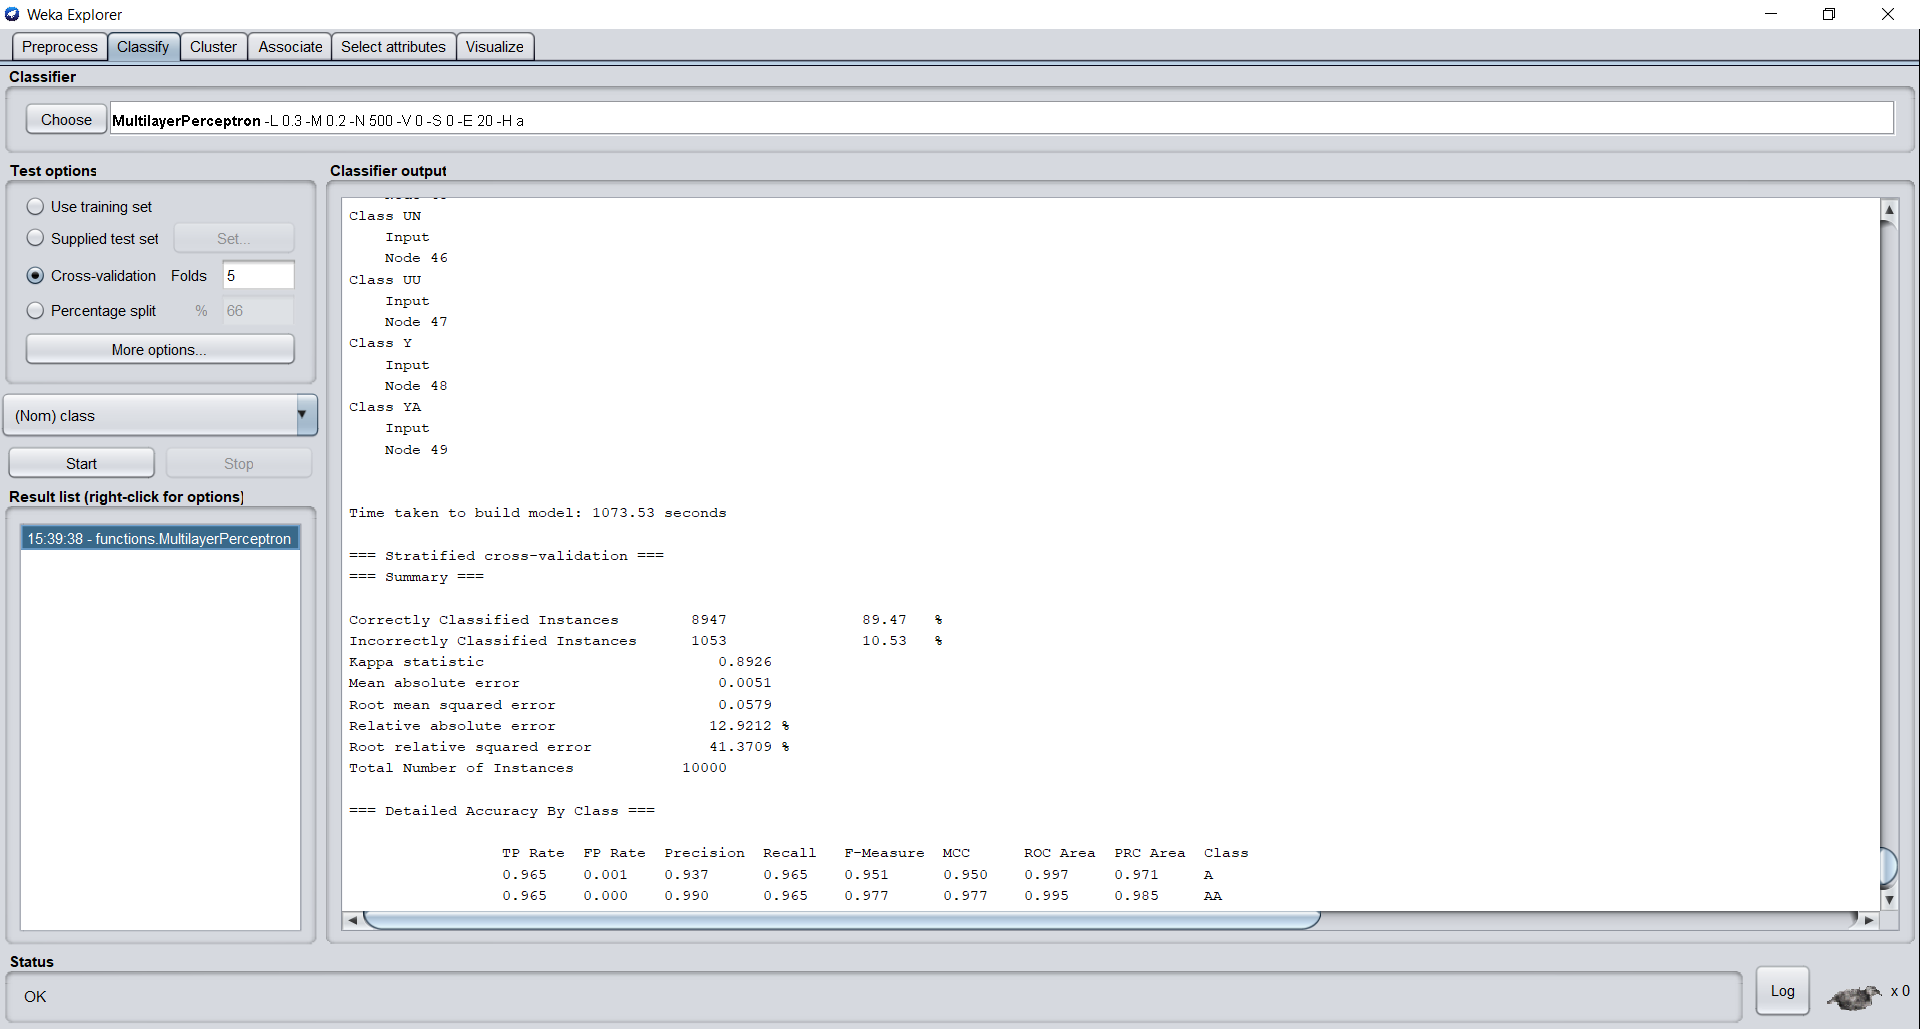 Weka Explorer
Preprocess Classify Cluster Associate Select attributes Visualize
Classifier
Choose MultilayerPerceptron -L 0.3 -M 0.2 -N 500 -V 0 -S 0 -E 20 -H a
Test options
Use training set
Supplied test set Set...
Cross-validation Folds 5
Percentage split % 66
More options...
(Nom) class
Start Stop
Result list (right-click for options)
15:39:38 - functions.MultilayerPerceptron
Classifier output
Class UN
Input
Node 46
Class UU
Input
Node 47
Class Y
Input
Node 48
Class YA
Input
Node 49
Time taken to build model: 1073.53 seconds
=== Stratified cross-validation ===
=== Summary ===
Correctly Classified Instances 8947 89.47 %
Incorrectly Classified Instances 1053 10.53 %
Kappa statistic 0.8926
Mean absolute error 0.0051
Root mean squared error 0.0579
Relative absolute error 12.9212 %
Root relative squared error 41.3709 %
Total Number of Instances 10000
=== Detailed Accuracy By Class ===
TP Rate FP Rate Precision Recall F-Measure MCC ROC Area PRC Area Class
0.965 0.001 0.937 0.965 0.951 0.950 0.997 0.971 A
0.965 0.000 0.990 0.965 0.977 0.977 0.995 0.985 AA
Status
OK
Log x 0